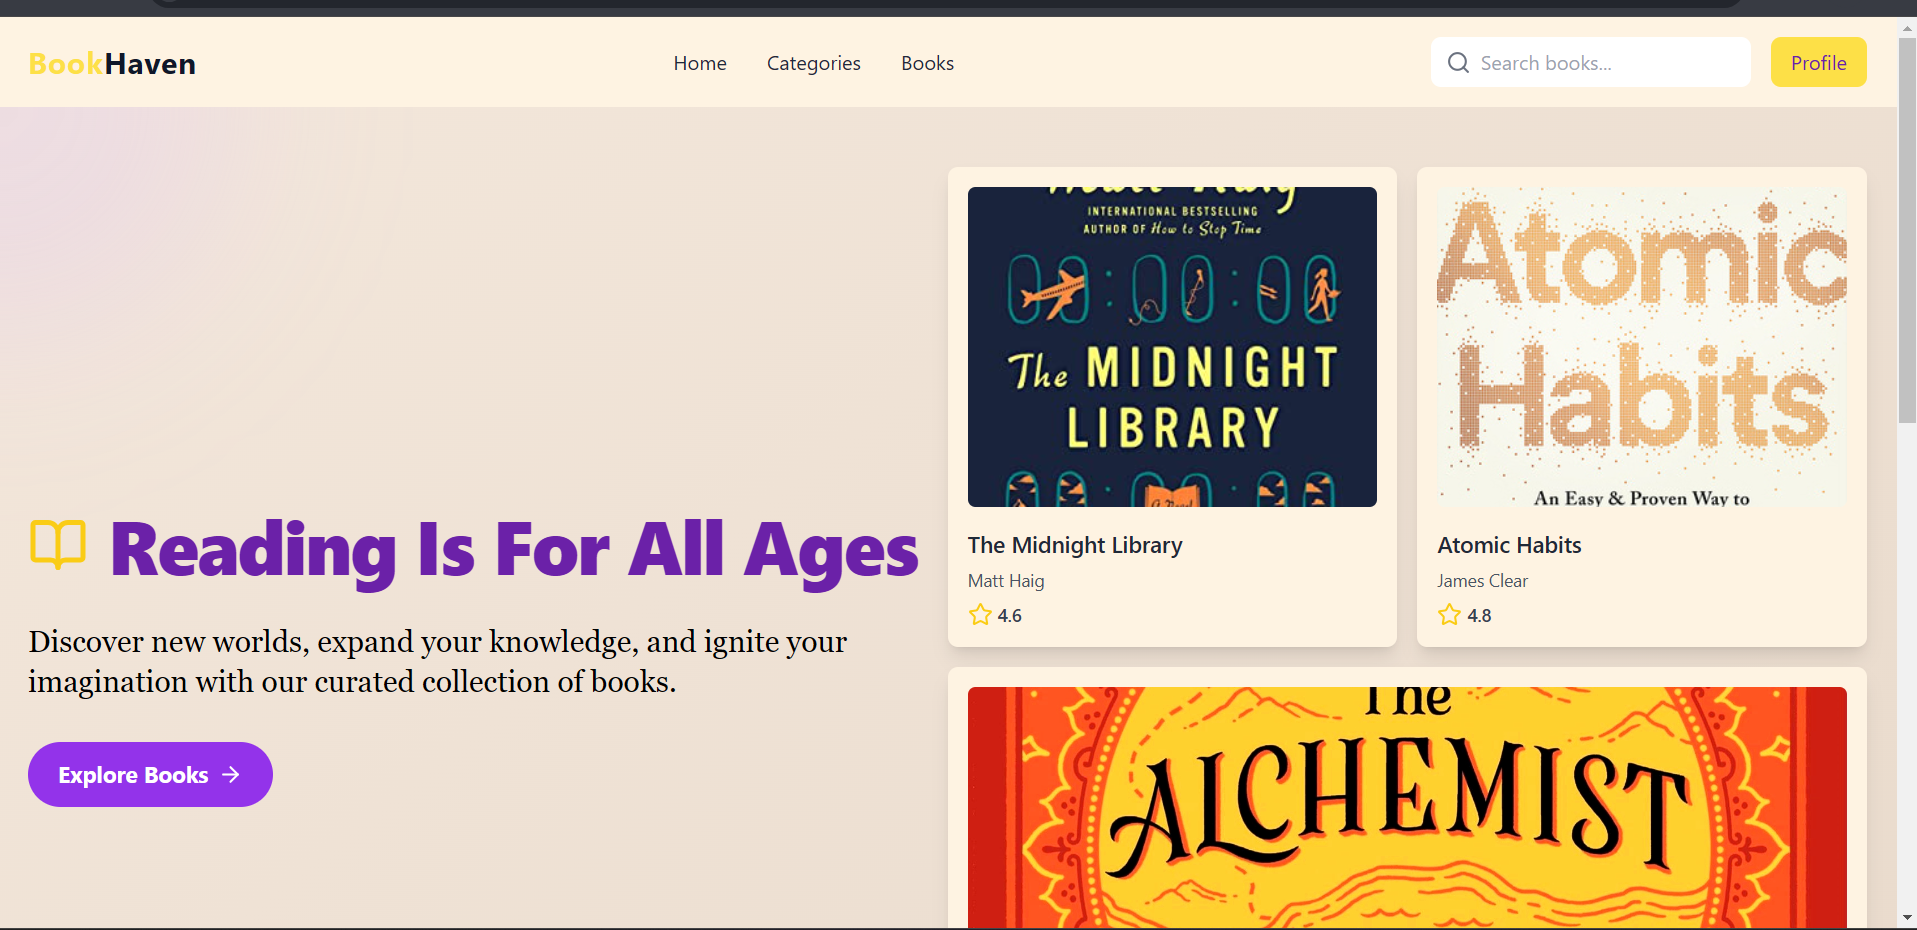 BookHaven
Home
Categories
Books
Search books...
Profile
Reading Is For All Ages
Discover new worlds, expand your knowledge, and ignite your
imagination with our curated collection of books.
Explore Books
Matt Haig
INTERNATIONAL BESTSELLING
AUTHOR OF How to Stop Time
The MIDNIGHT
LIBRARY
The Midnight Library
Matt Haig
4.6
Atomic
Habits
An Easy & Proven Way to
Atomic Habits
James Clear
4.8
The
ALCHEMIST